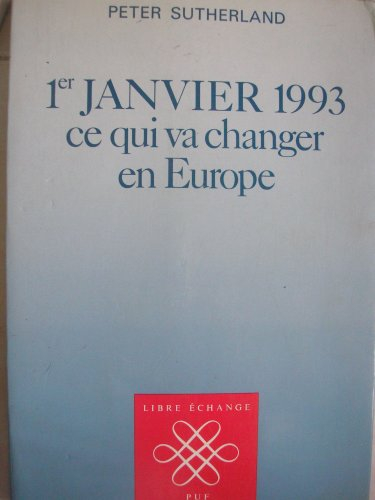 PETER SUTHERLAND
1er JANVIER 1993
ce qui va changer
en Europe
LIBRE ÉCHANGE
PUF